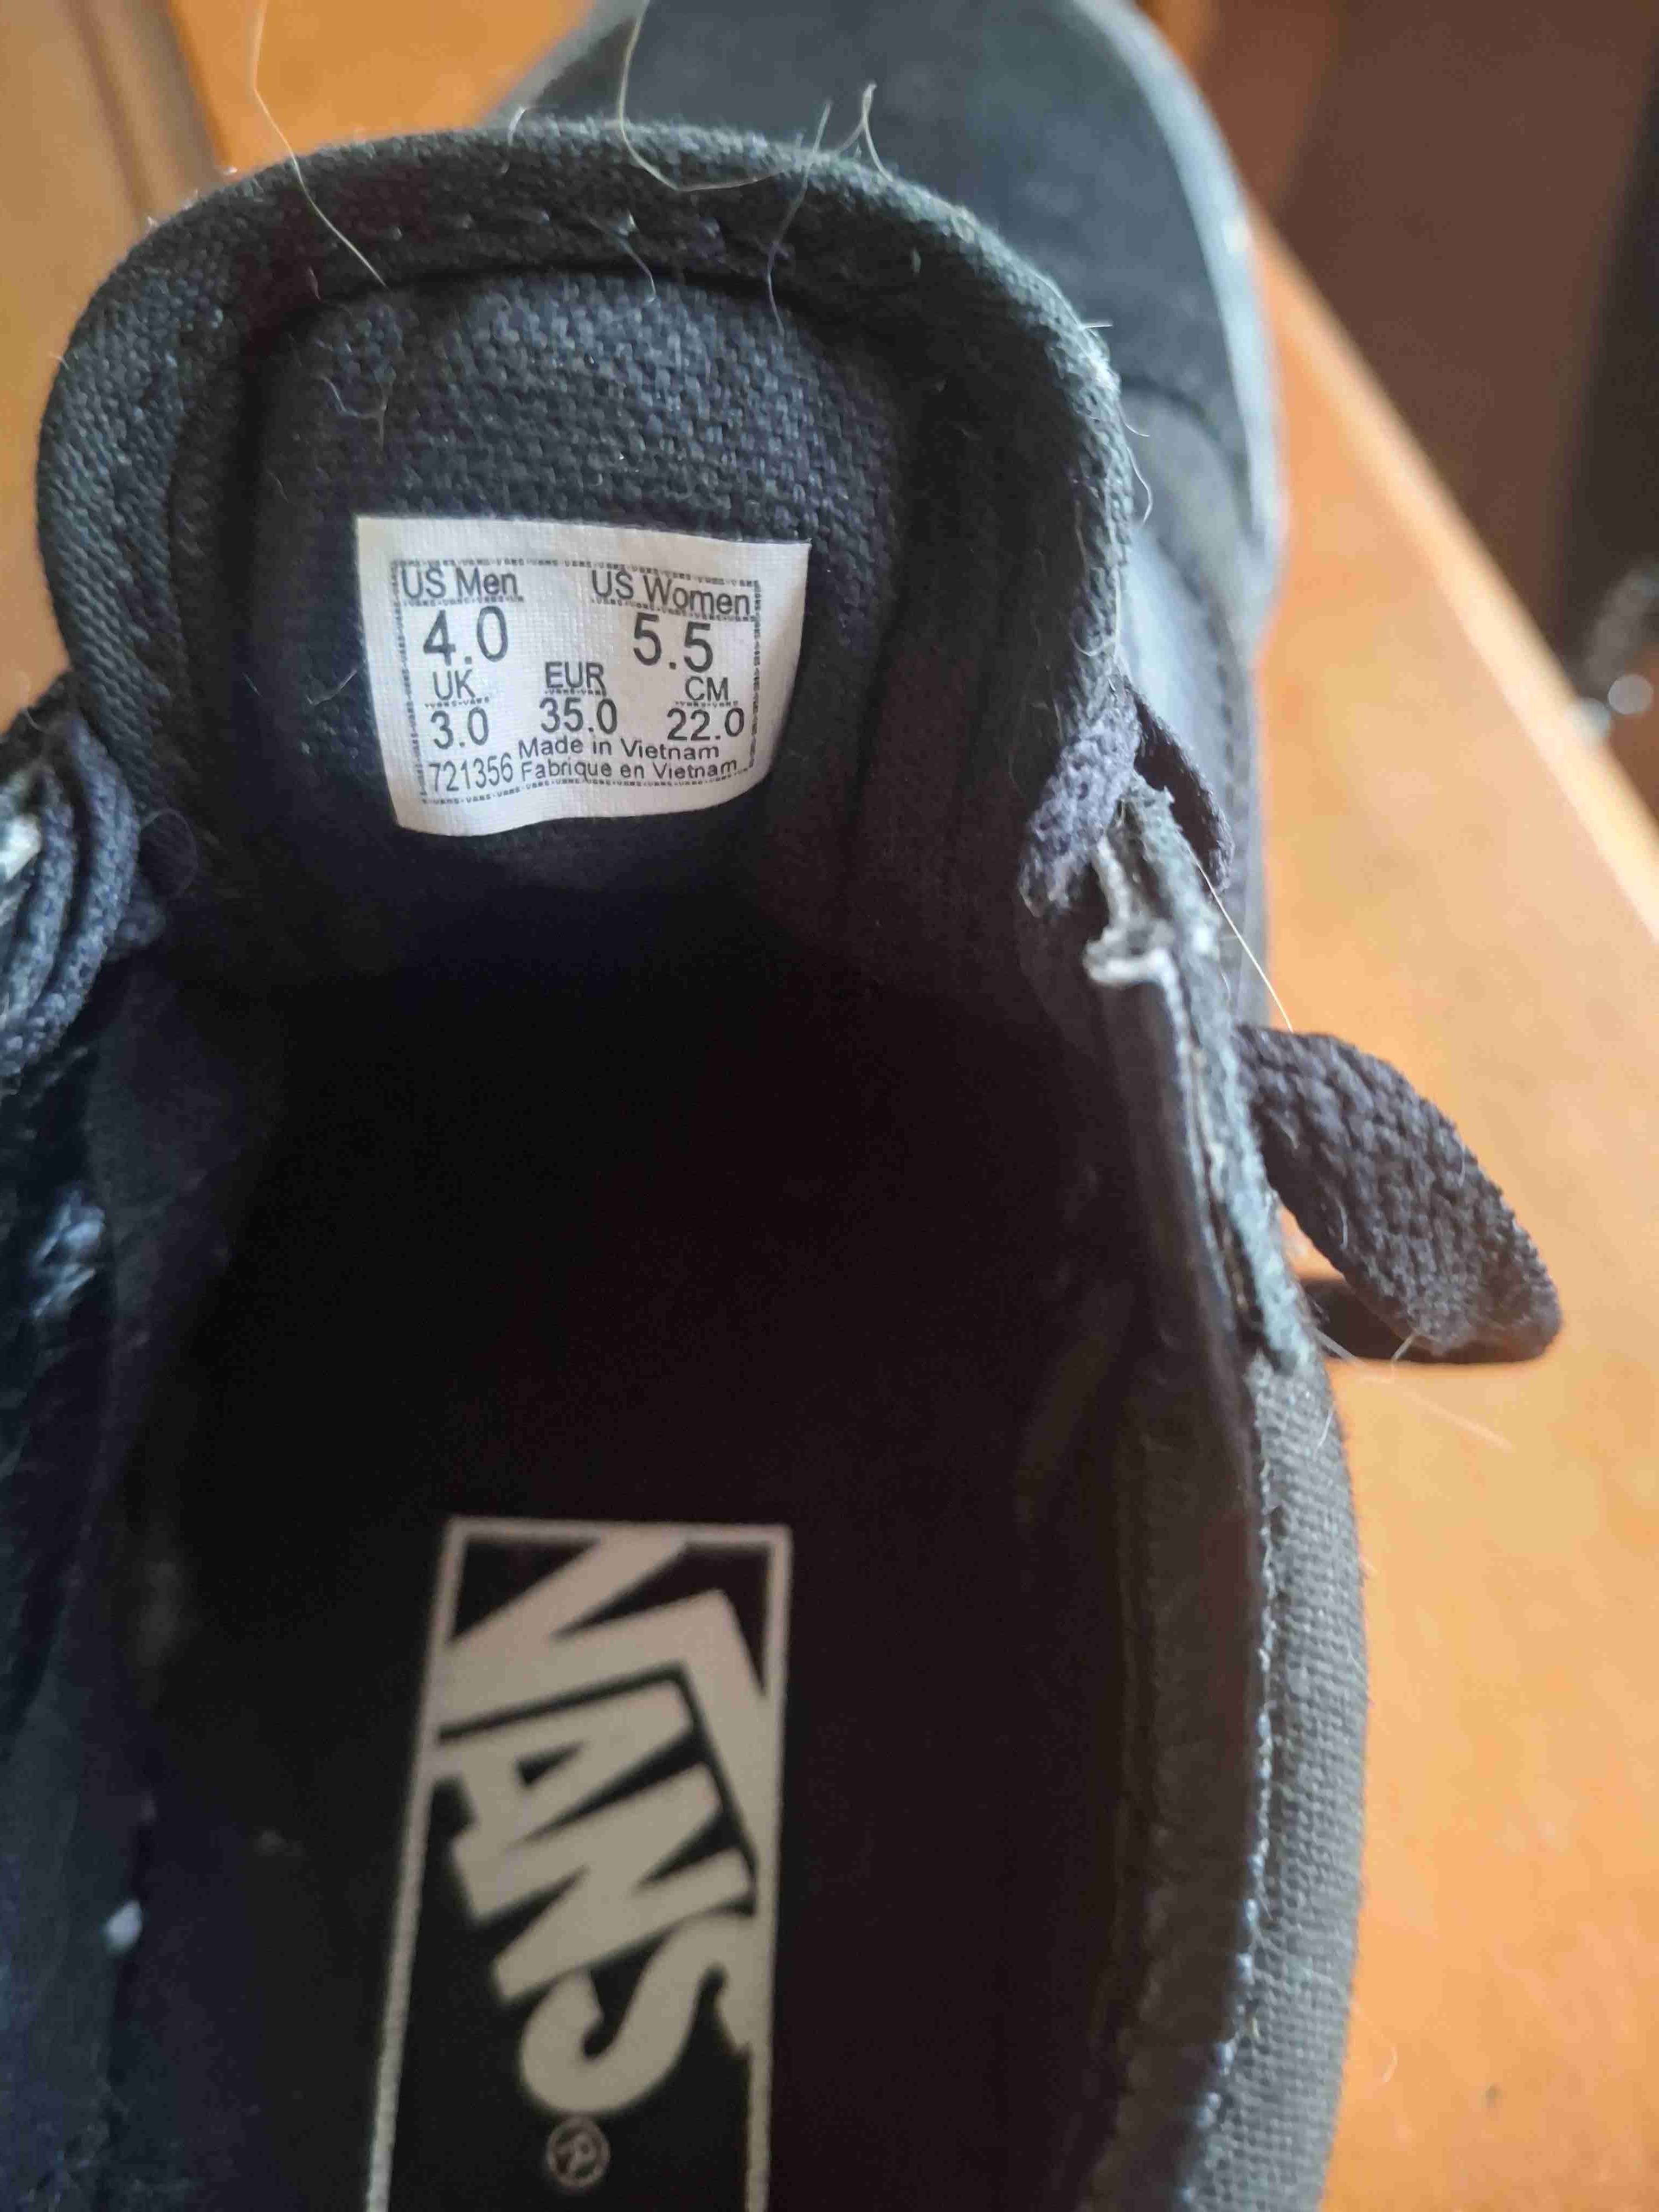 US Men US Women
4.0 5.5
UK EUR CM
3.0 35.0 22.0
Made in Vietnam
721356 Fabrique en Vietnam
VANS
®